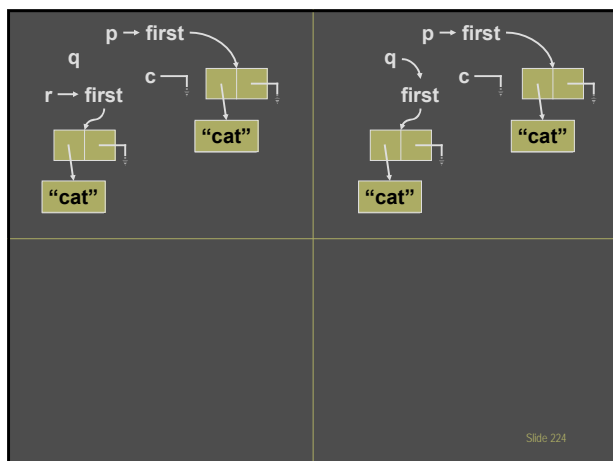 p → first
q
c
r → first
“cat”
“cat”
p → first
q
c
first
“cat”
“cat”
Slide 224